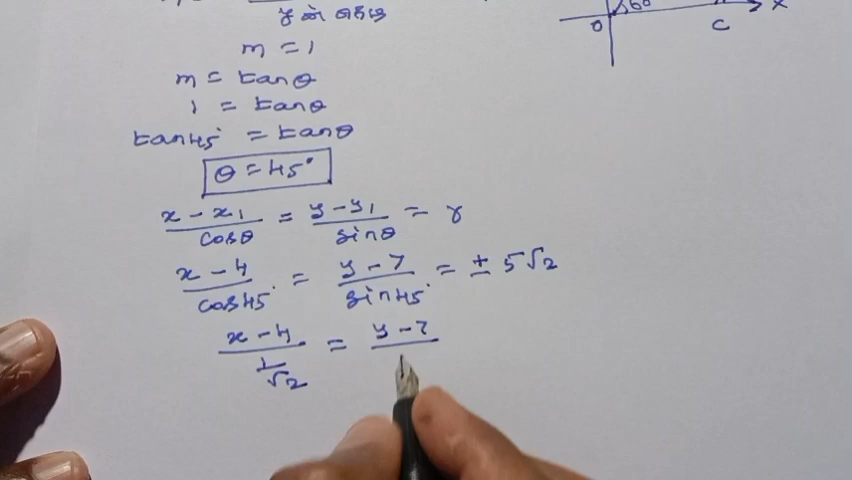 m = 1
m = tanθ
1 = tanθ
tan45° = tanθ
θ = 45°
(x - x₁)/cosθ = (y - y₁)/sinθ = r
(x - 4)/cos45° = (y - 7)/sin45° = ± 5√2
(x - 4)/(1/√2) = (y - 7)/1
O 60° C X